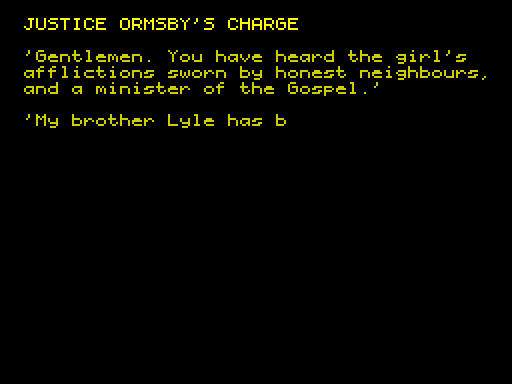 JUSTICE ORMSBY'S CHARGE
'Gentlemen. You have heard the girl's
afflictions sworn by honest neighbours,
and a minister of the Gospel.'
'My brother Lyle has b